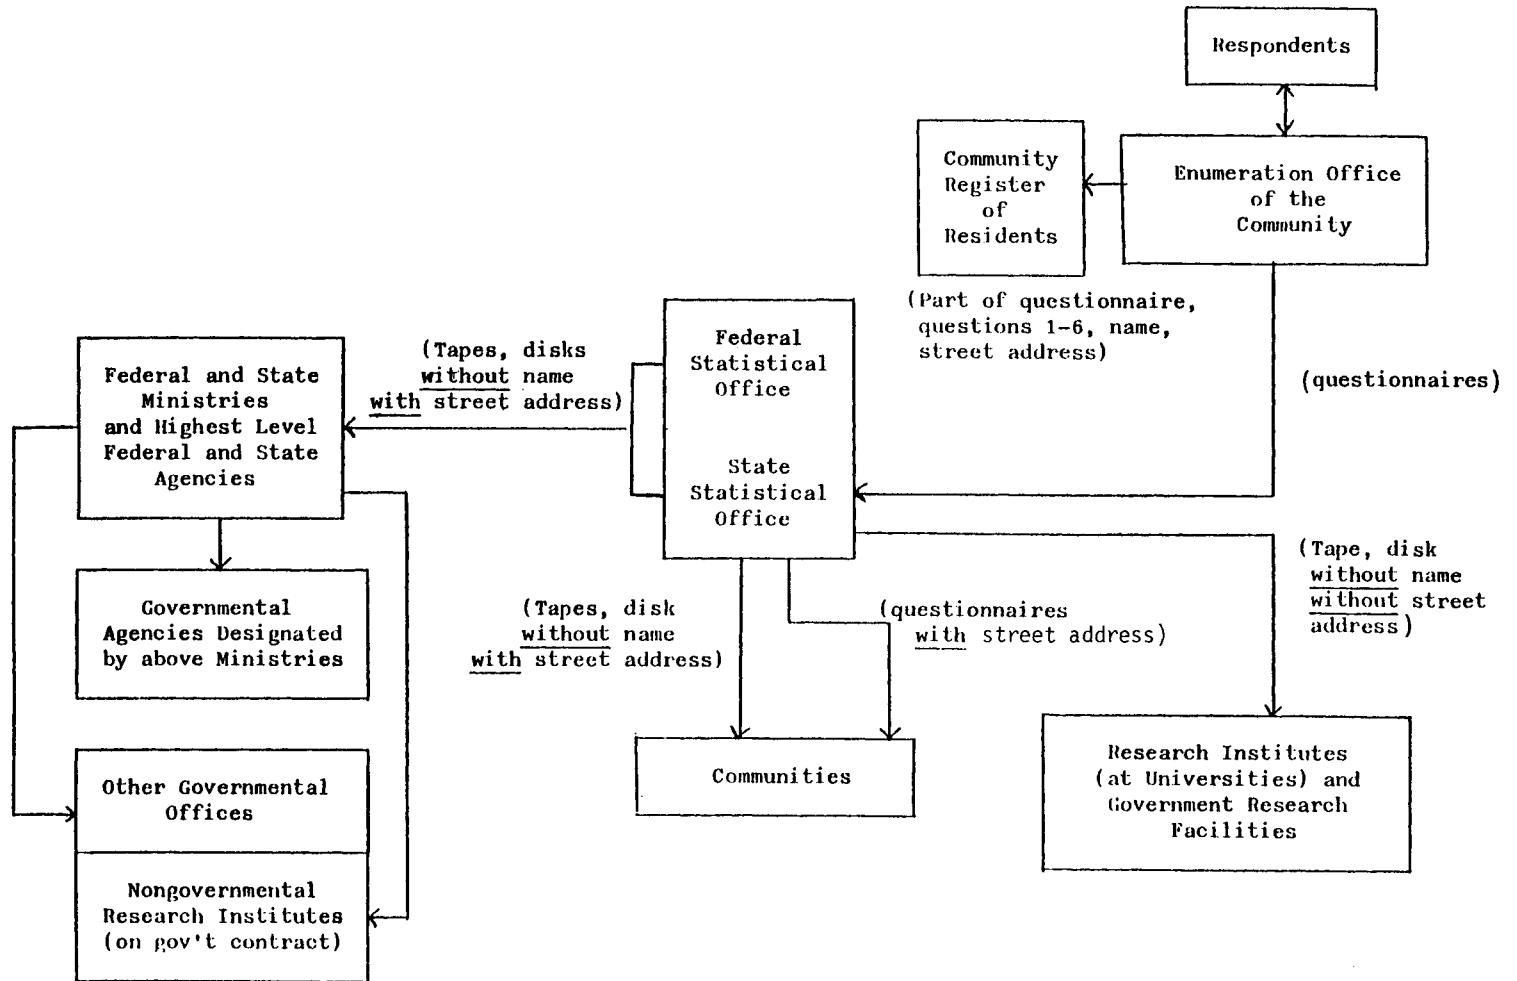 Respondents
Community
Register
of
Residents
Enumeration Office
of the
Community
(Part of questionnaire,
questions 1-6, name,
street address)
(questionnaires)
Federal
Statistical
Office
State
Statistical
Office
(Tapes, disks
without name
with street address)
Federal and State
Ministries
and Highest Level
Federal and State
Agencies
Governmental
Agencies Designated
by above Ministries
Other Governmental
Offices
Nongovernmental
Research Institutes
(on gov't contract)
(Tapes, disk
without name
with street address)
(questionnaires
with street address)
Communities
(Tape, disk
without name
without street
address)
Research Institutes
(at Universities) and
Government Research
Facilities